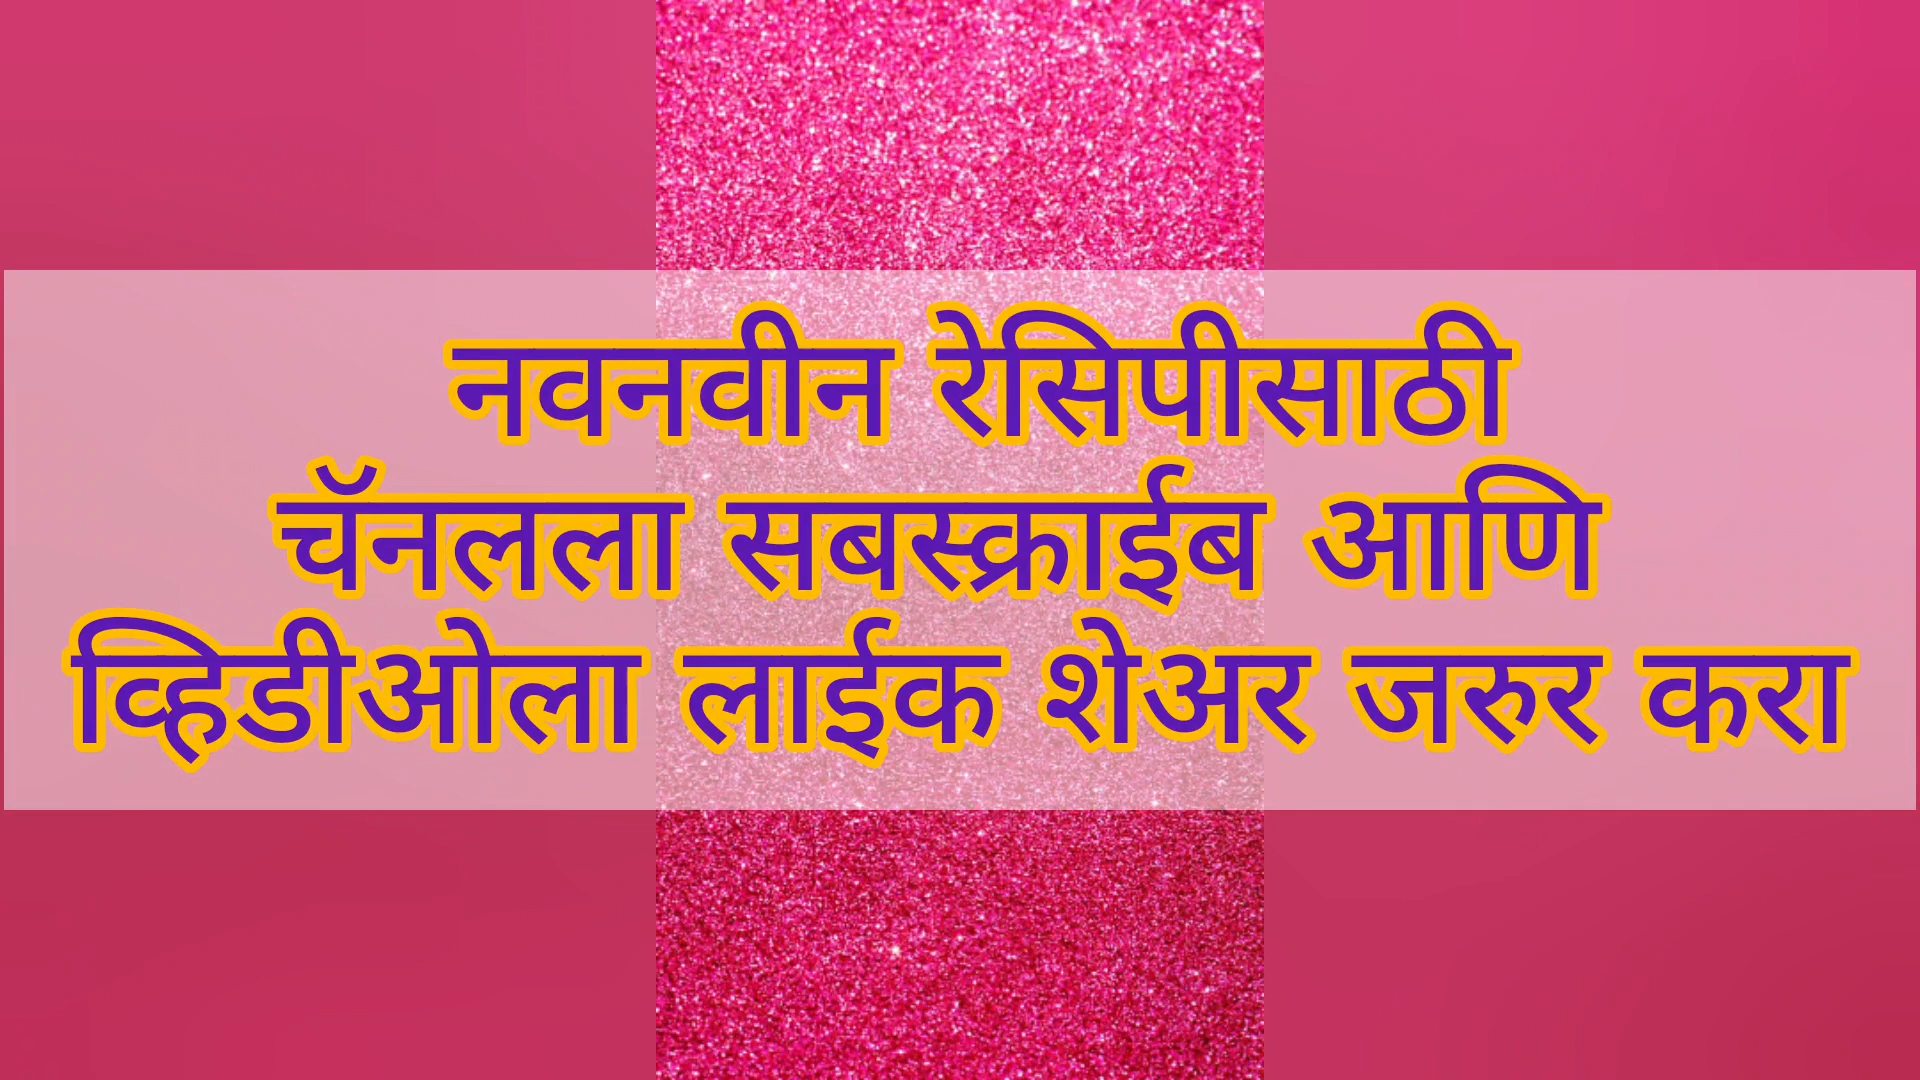 नवनवीन रेसिपीसाठी
चॅनलला सबस्क्राईब आणि
व्हिडीओला लाईक शेअर जरुर करा